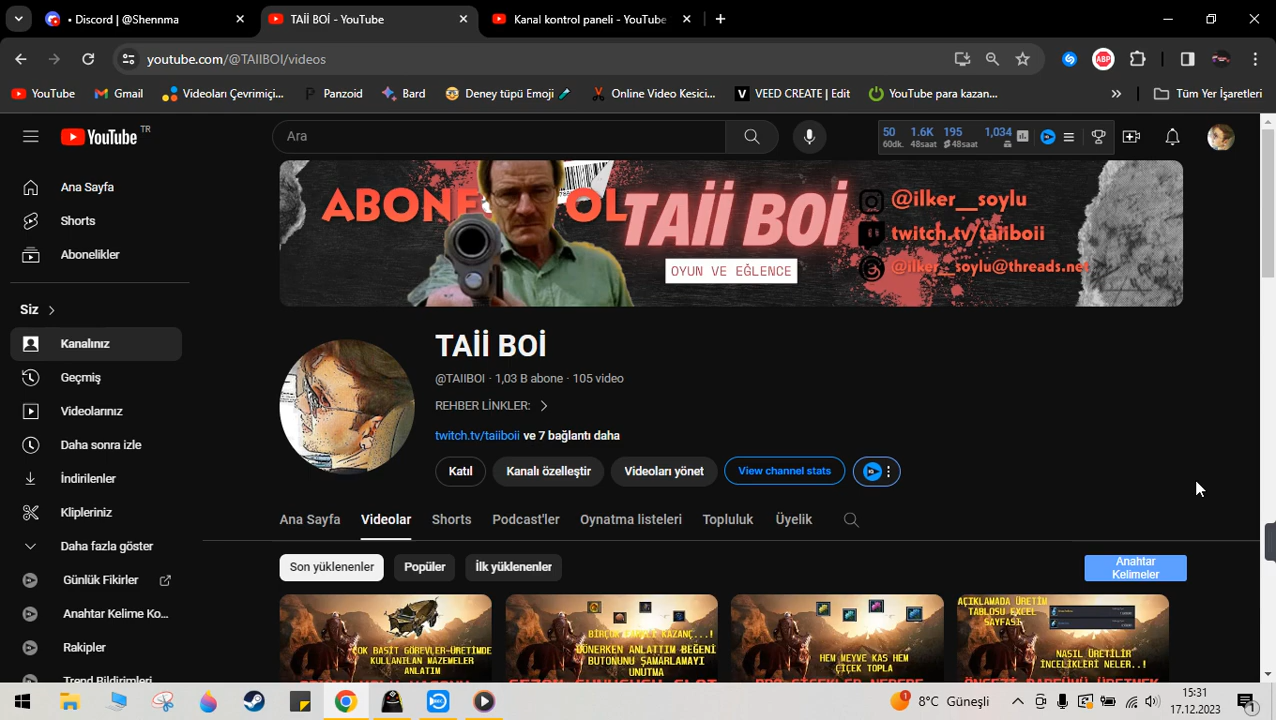 • Discord | @Shennma
TAİİ BOİ - YouTube
Kanal kontrol paneli - YouTube
youtube.com/@TAIIBOI/videos
ABP
YouTube
Gmail
Videoları Çevrimiçi...
Panzoid
Bard
Deney tüpü Emoji
Online Video Kesici...
VEED CREATE | Edit
YouTube para kazan...
Tüm Yer İşaretleri
YouTube TR
Ara
50 1.6K 195 1,034
60dk. 48saat 48saat
ABONE OL
TAİİ BOİ
OYUN VE EĞLENCE
@ilker__soylu
twitch.tv/taiiboii
@ilker__soylu@threads.net
Ana Sayfa
Shorts
Abonelikler
Siz
Kanalınız
Geçmiş
Videolarınız
Daha sonra izle
İndirilenler
Klipleriniz
Daha fazla göster
Günlük Fikirler
Anahtar Kelime Ko...
Rakipler
Trend Bildirimleri
TAİİ BOİ
@TAIIBOI · 1,03 B abone · 105 video
REHBER LİNKLER:
twitch.tv/taiiboii ve 7 bağlantı daha
Katıl
Kanalı özelleştir
Videoları yönet
View channel stats
Ana Sayfa
Videolar
Shorts
Podcast'ler
Oynatma listeleri
Topluluk
Üyelik
Son yüklenenler
Popüler
İlk yüklenenler
Anahtar
Kelimeler
ÇOK BASİT GÖREVLER-ÜRETİMDE
KULLANILAN MAZEMELER
ANLATIM
BİRÇOK
KAZANÇ...!
DÖNERKEN ANLATTIM BEĞENİ
BUTONUNU ŞAMARLAMAYI
UNUTMA
HEM MEYVE KAS HEM
ÇİÇEK TOPLA
AÇIKLAMADA ÜRETİM
TABLOSU EXCEL
SAYFASI
NASIL ÜRETİLİR
İNCELİKLERİ NELER..!
8°C Güneşli
15:31
17.12.2023